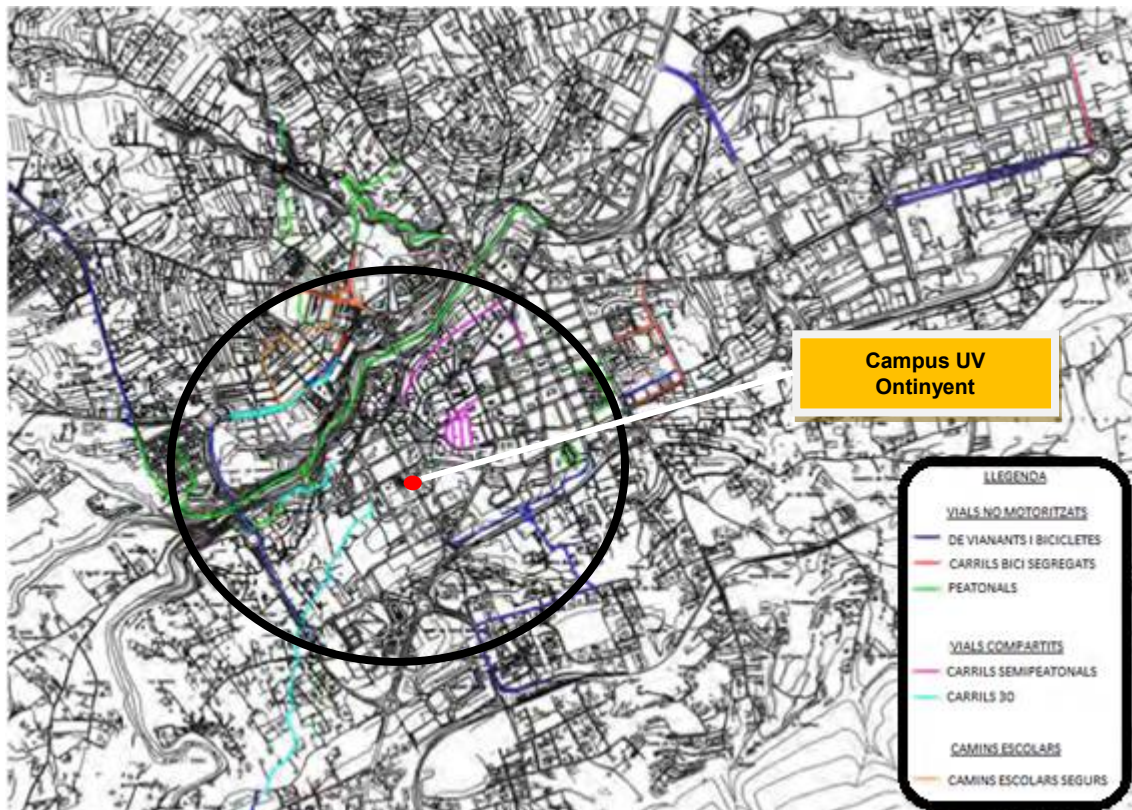 Campus UV
Ontinyent
LLEGENDA
VIALS NO MOTORITZATS
DE VIANANTS I BICICLETES
CARRILS BICI SEGREGATS
PEATONALS
VIALS COMPARTITS
CARRILS SEMIPEATONALS
CARRILS 30
CAMINS ESCOLARS
CAMINS ESCOLARS SEGURS